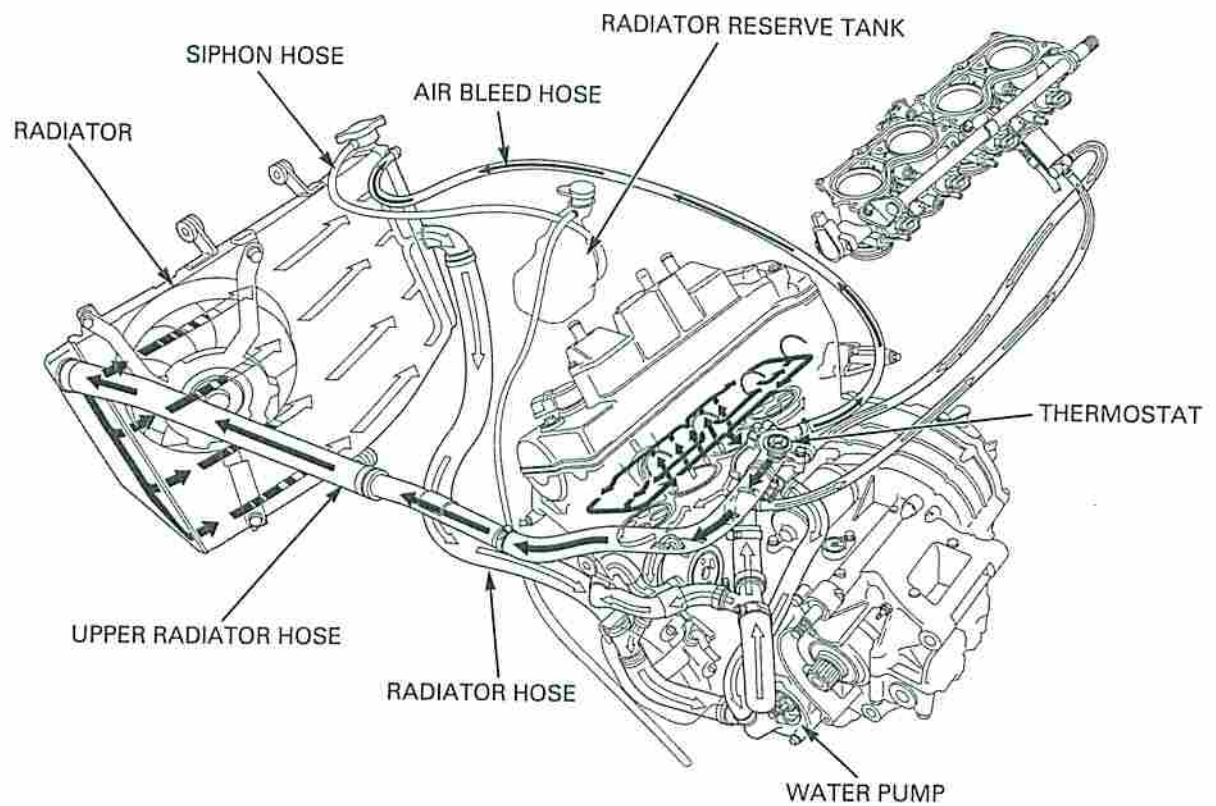 RADIATOR RESERVE TANK
SIPHON HOSE
AIR BLEED HOSE
RADIATOR
THERMOSTAT
UPPER RADIATOR HOSE
RADIATOR HOSE
WATER PUMP